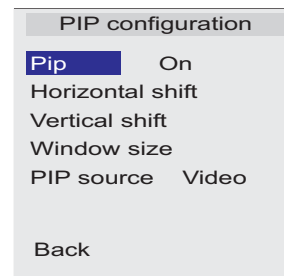 PIP configuration
Pip On
Horizontal shift
Vertical shift
Window size
PIP source Video
Back